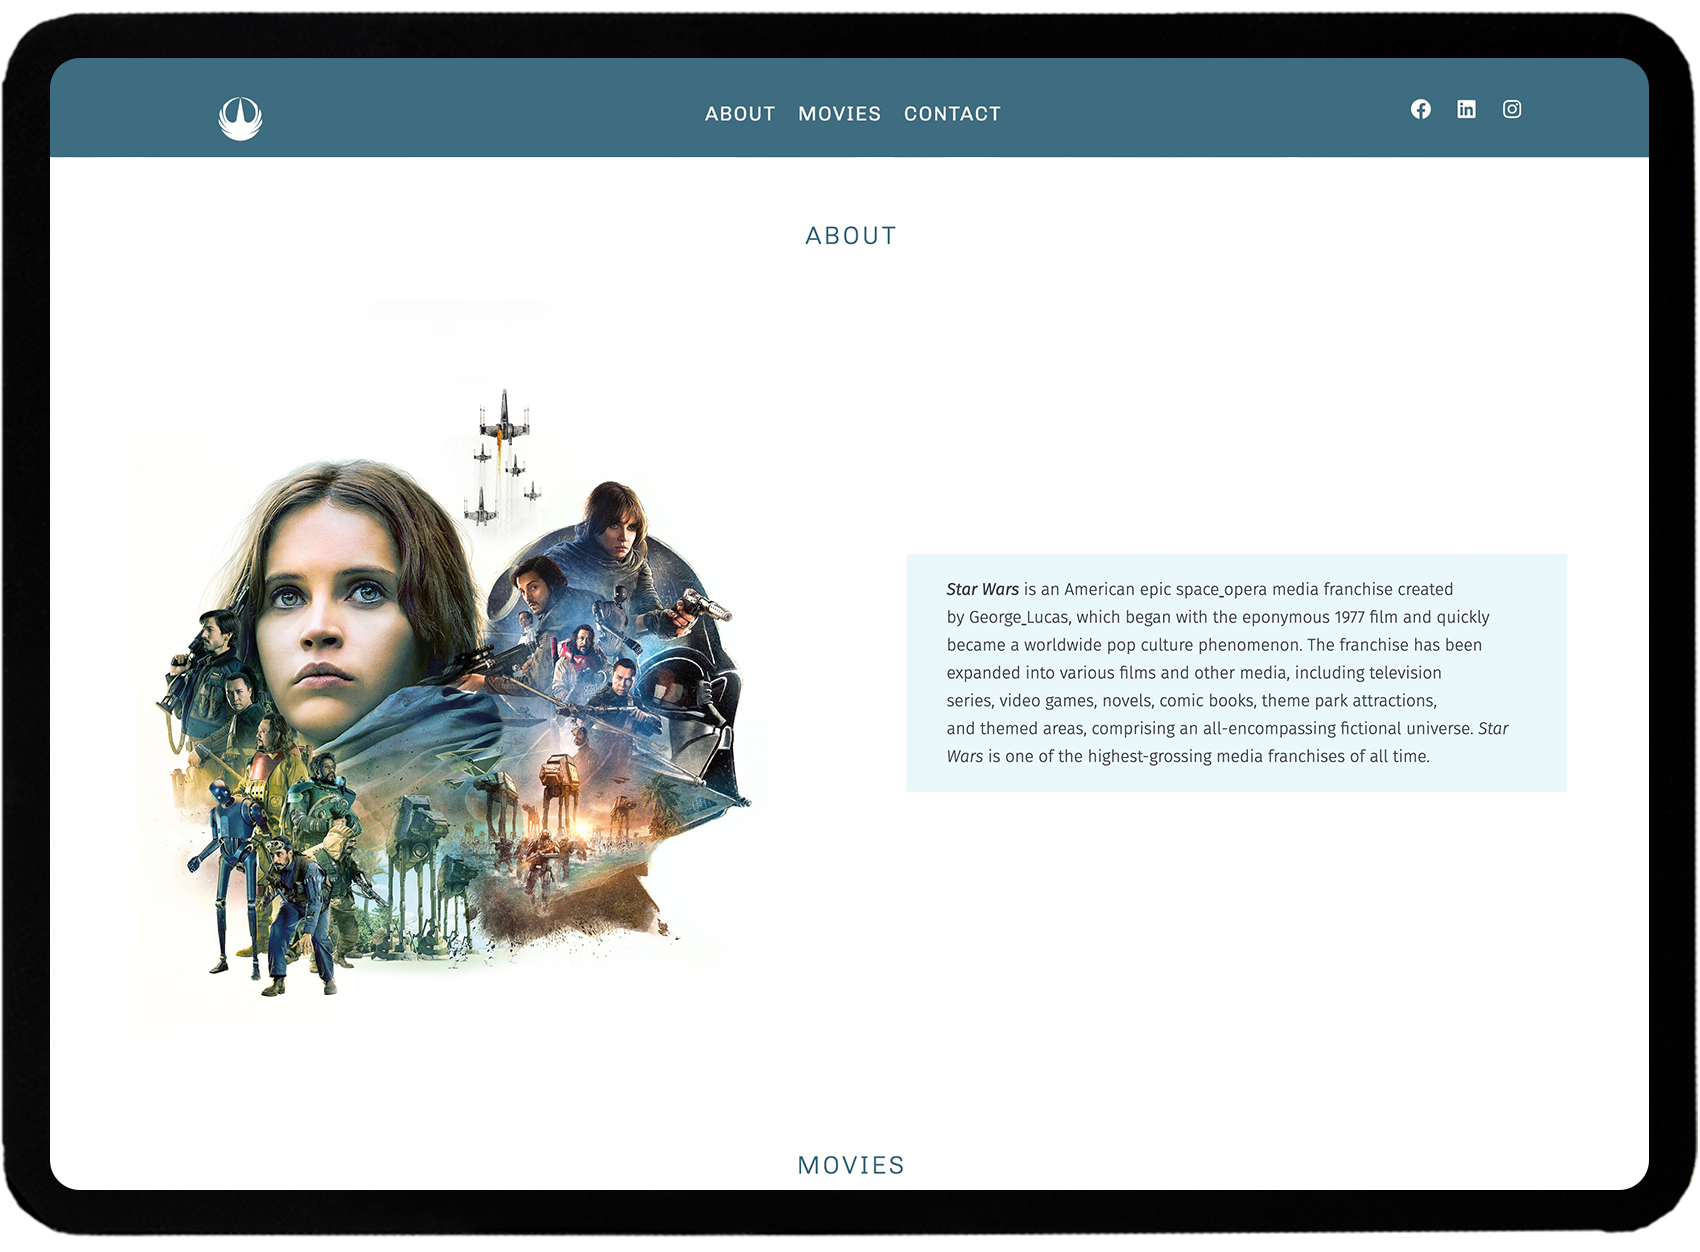 ABOUT MOVIES CONTACT
ABOUT
Star Wars is an American epic space_opera media franchise created
by George_Lucas, which began with the eponymous 1977 film and quickly
became a worldwide pop culture phenomenon. The franchise has been
expanded into various films and other media, including television
series, video games, novels, comic books, theme park attractions,
and themed areas, comprising an all-encompassing fictional universe. Star
Wars is one of the highest-grossing media franchises of all time.
MOVIES